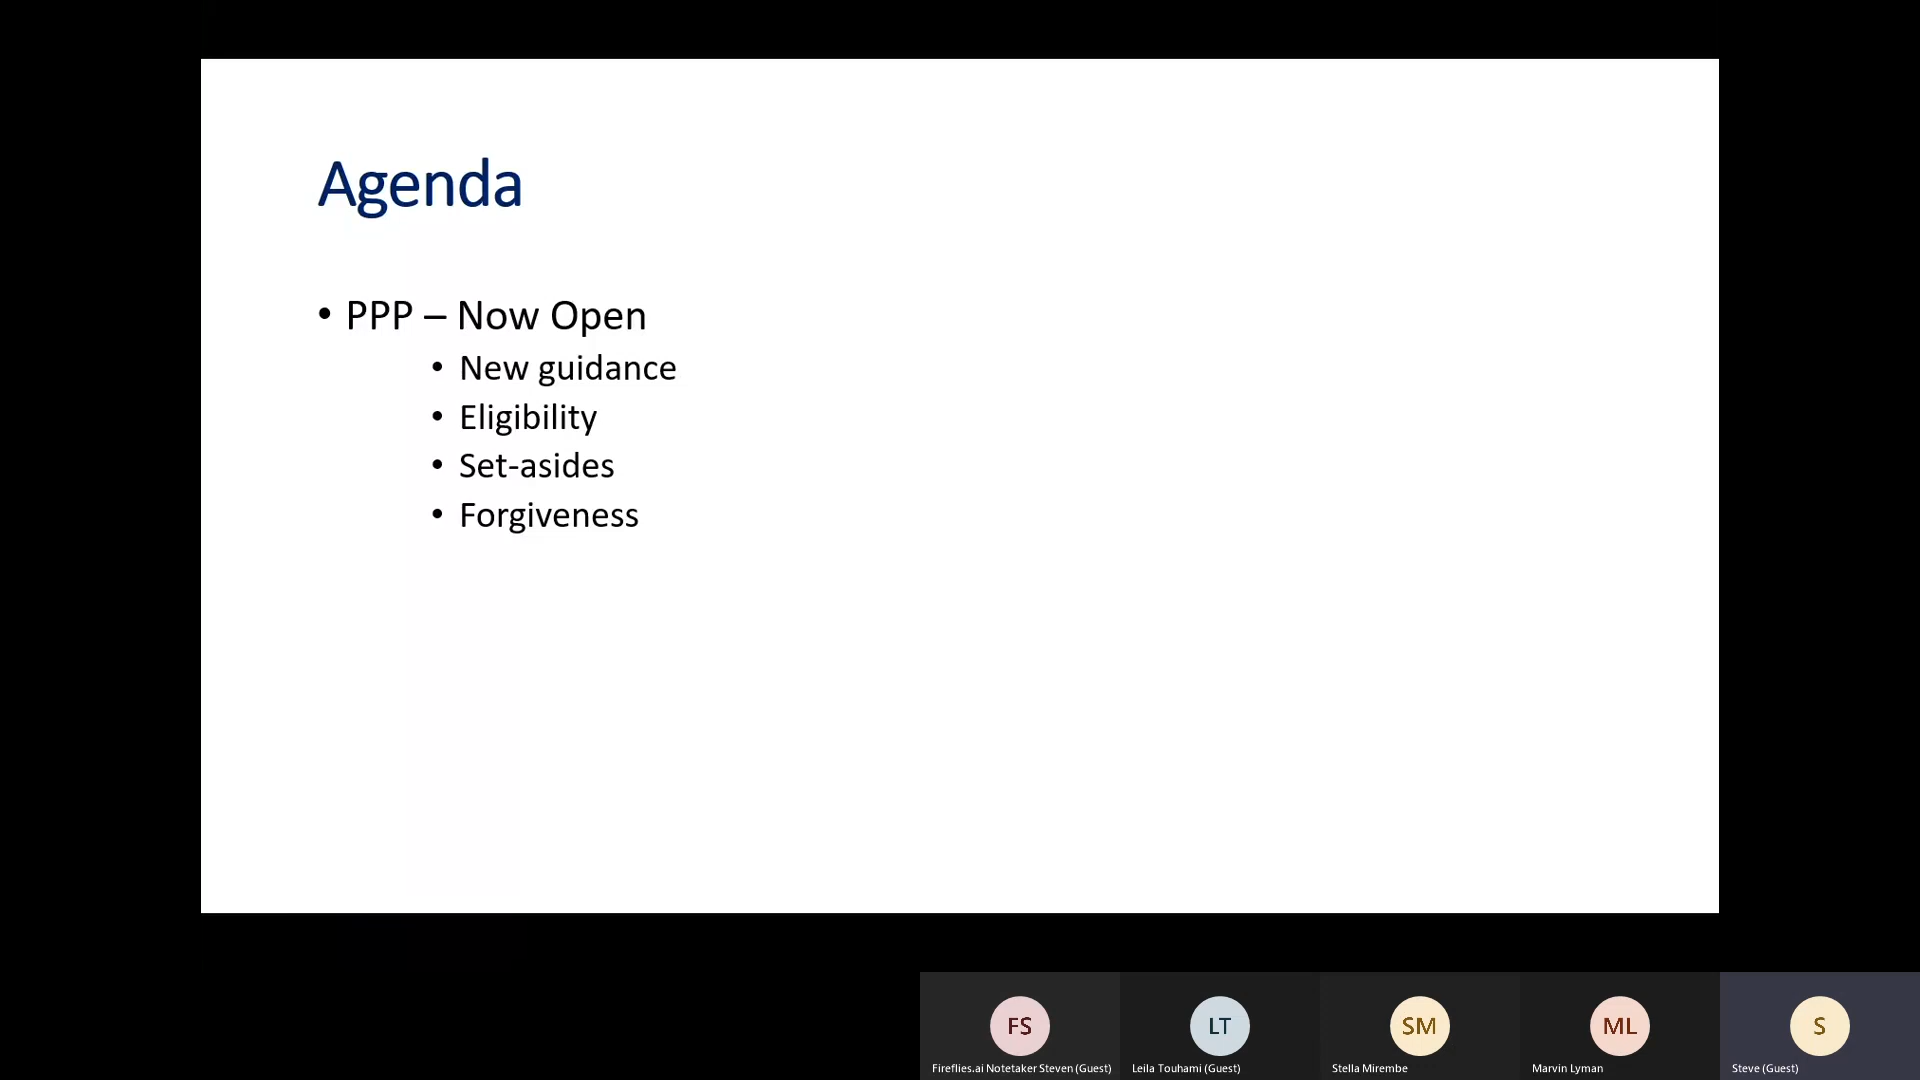 Agenda
• PPP – Now Open
• New guidance
• Eligibility
• Set-asides
• Forgiveness
FS
LT
SM
ML
S
Fireflies.ai Notetaker Steven (Guest)
Leila Touhami (Guest)
Stella Mirembe
Marvin Lyman
Steve (Guest)